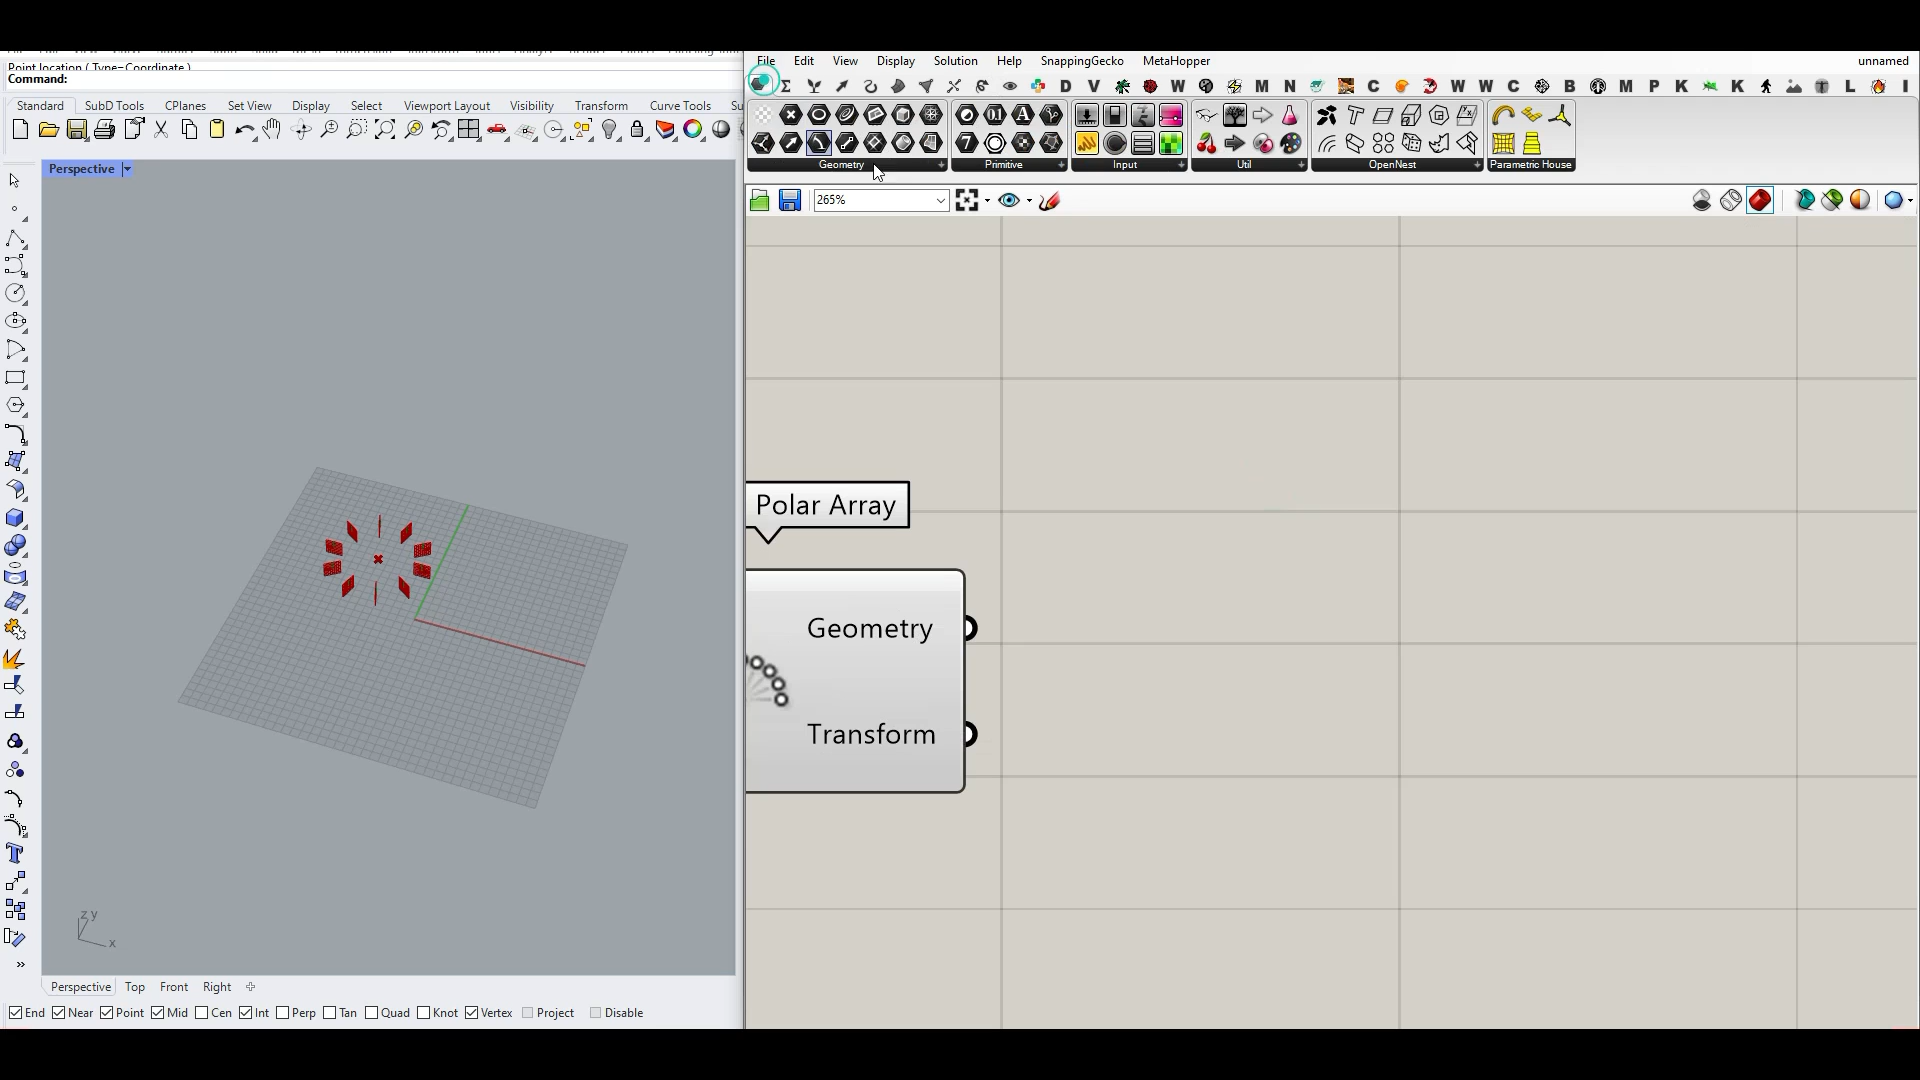 File Edit View Display Solution Help SnappingGecko MetaHopper unnamed
Point location ( Type=Coordinate )
Command:
D V W M N C W W C B M P K K L I
Standard SubD Tools CPlanes Set View Display Select Viewport Layout Visibility Transform Curve Tools Su
Geometry Primitive Input Util OpenNest Parametric House
Perspective
265%
Polar Array
Geometry
Transform
z y
x
Perspective Top Front Right
End Near Point Mid Cen Int Perp Tan Quad Knot Vertex Project Disable